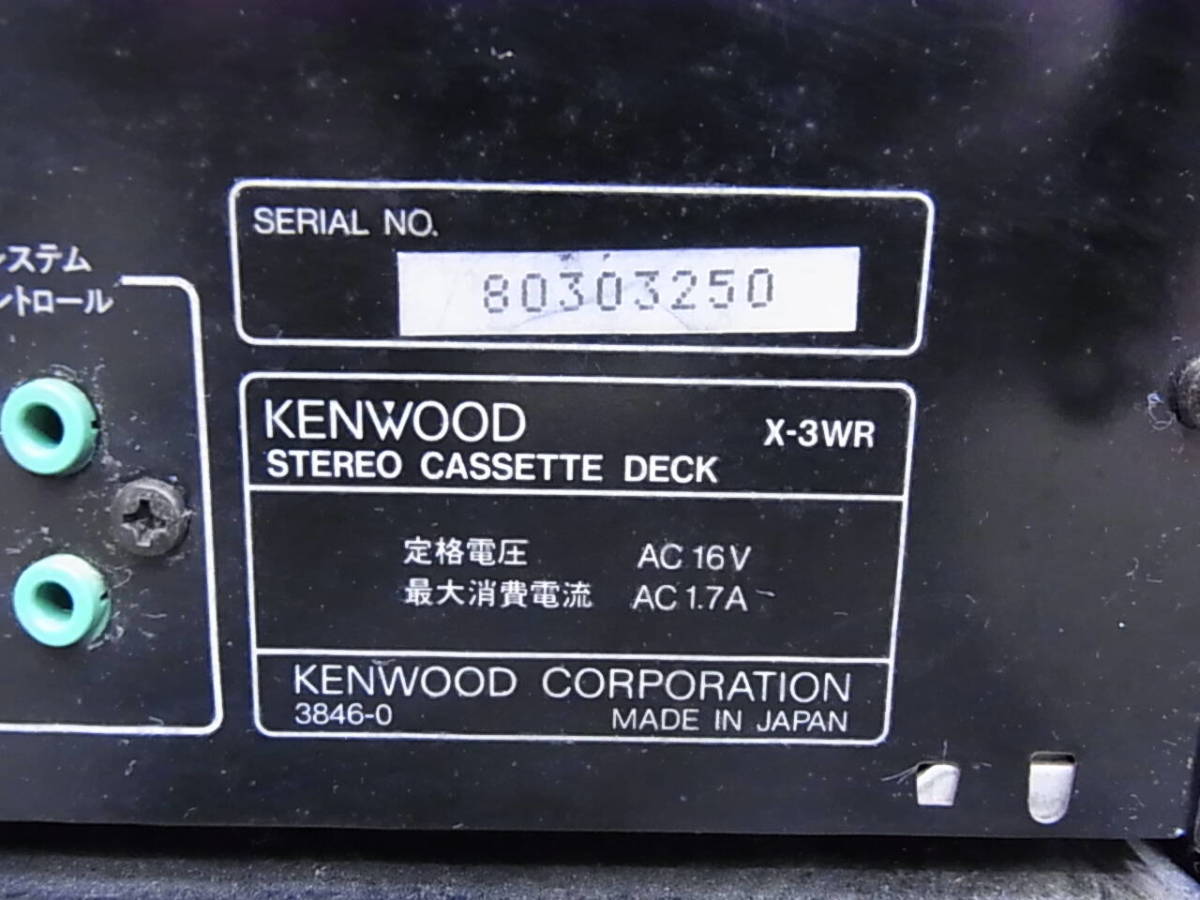 SERIAL NO.
80303250
ステム
ントロール
KENWOOD X-3WR
STEREO CASSETTE DECK
定格電圧 AC 16V
最大消費電流 AC 1.7A
KENWOOD CORPORATION
3846-0 MADE IN JAPAN